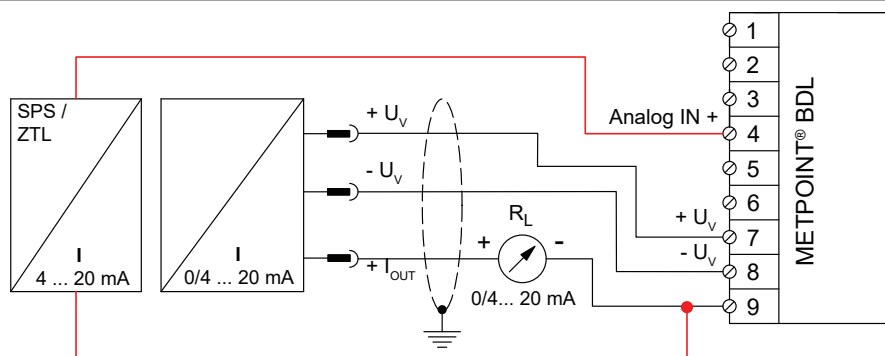 SPS /
ZTL
I
4 ... 20 mA
I
0/4 ... 20 mA
+ UV
- UV
+ IOUT
RL
+ -
0/4... 20 mA
Analog IN +
+ UV
- UV
1
2
3
4
5
6
7
8
9
METPOINT® BDL